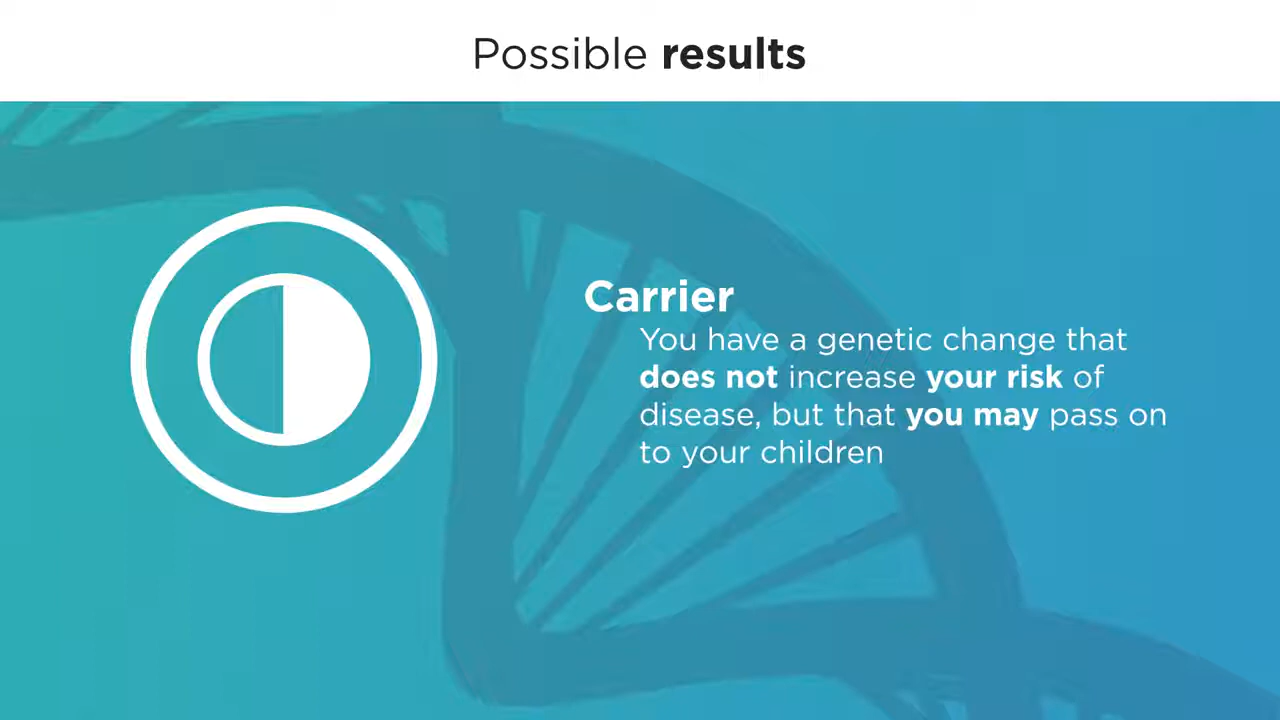 Possible results
Carrier
You have a genetic change that
does not increase your risk of
disease, but that you may pass on
to your children